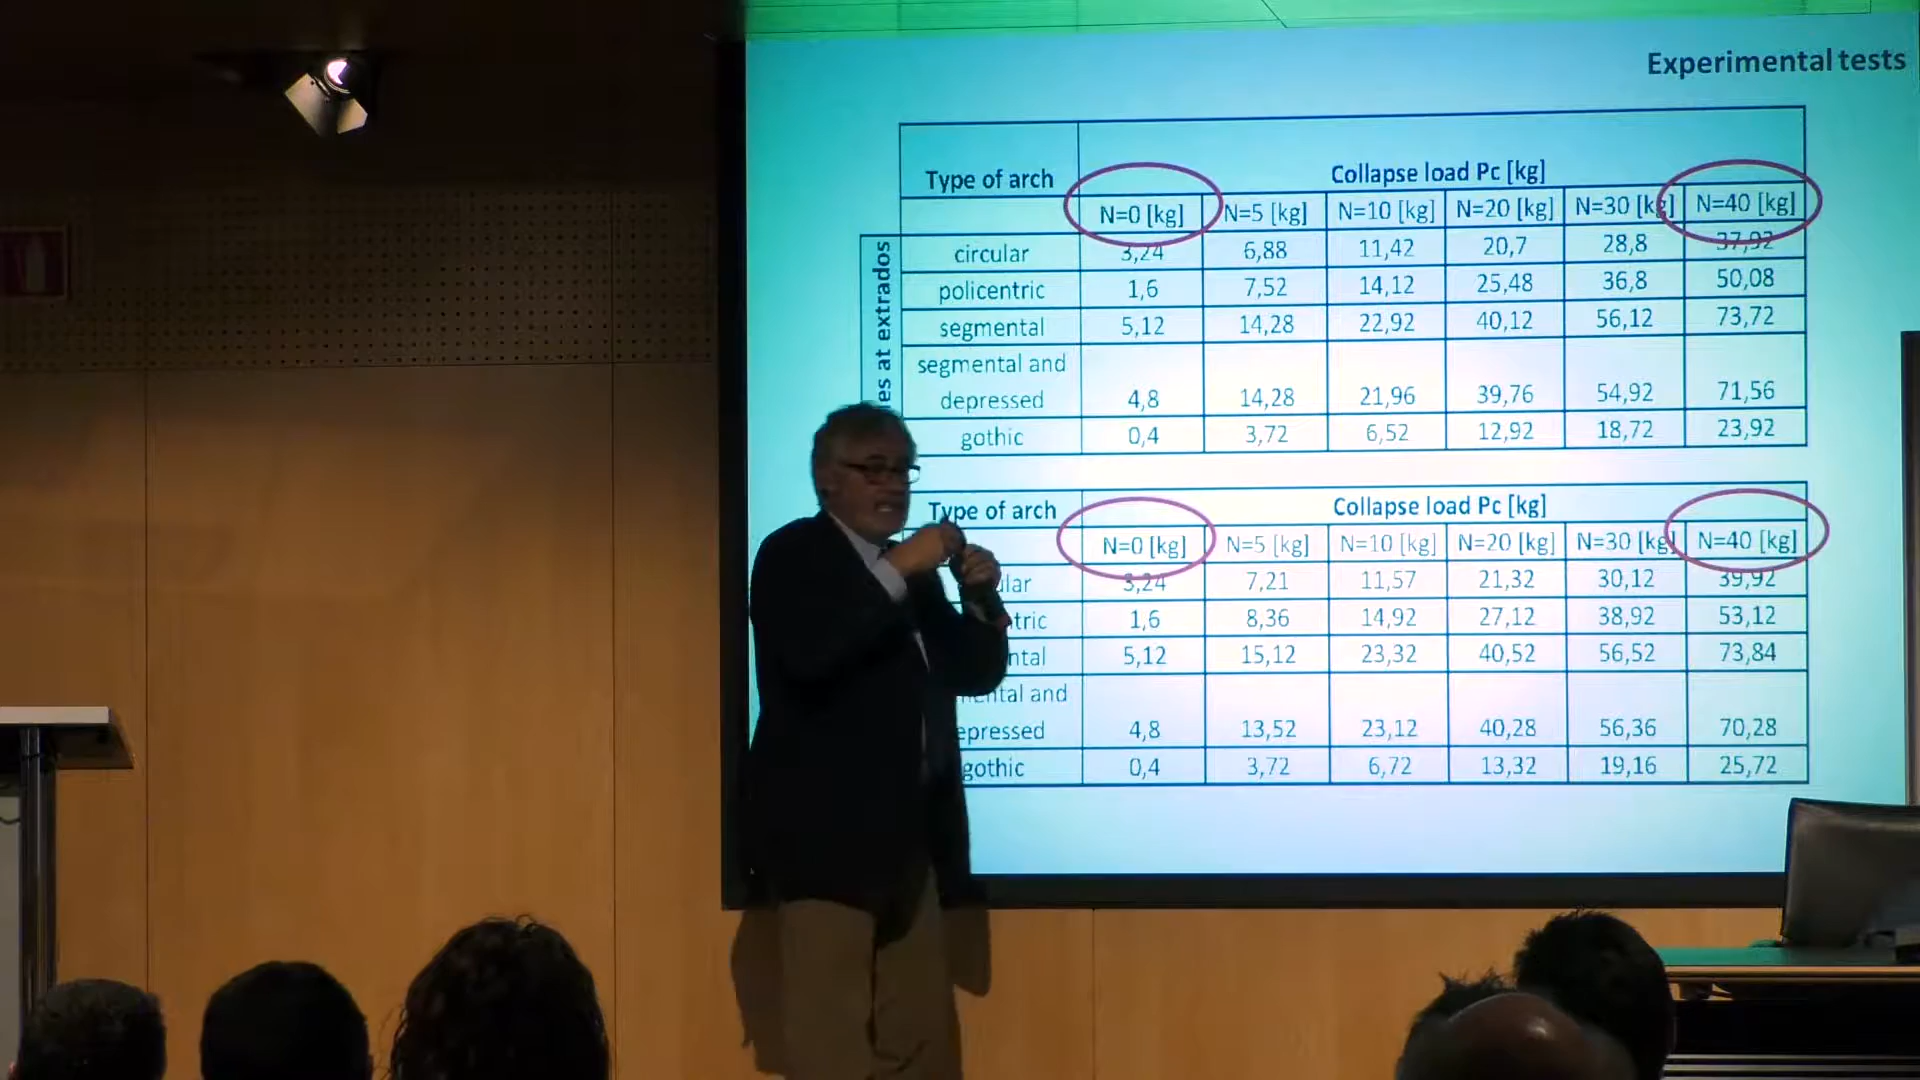 Experimental tests
Type of arch
Collapse load Pc [kg]
N=0 [kg] N=5 [kg] N=10 [kg] N=20 [kg] N=30 [kg] N=40 [kg]
at extrados
circular 3,24 6,88 11,42 20,7 28,8 37,92
policentric 1,6 7,52 14,12 25,48 36,8 50,08
segmental 5,12 14,28 22,92 40,12 56,12 73,72
segmental and
depressed 4,8 14,28 21,96 39,76 54,92 71,56
gothic 0,4 3,72 6,52 12,92 18,72 23,92
Type of arch Collapse load Pc [kg]
N=0 [kg] N=5 [kg] N=10 [kg] N=20 [kg] N=30 [kg] N=40 [kg]
3,24 7,21 11,57 21,32 30,12 39,92
1,6 8,36 14,92 27,12 38,92 53,12
5,12 15,12 23,32 40,52 56,52 73,84
and
epressed 4,8 13,52 23,12 40,28 56,36 70,28
gothic 0,4 3,72 6,72 13,32 19,16 25,72